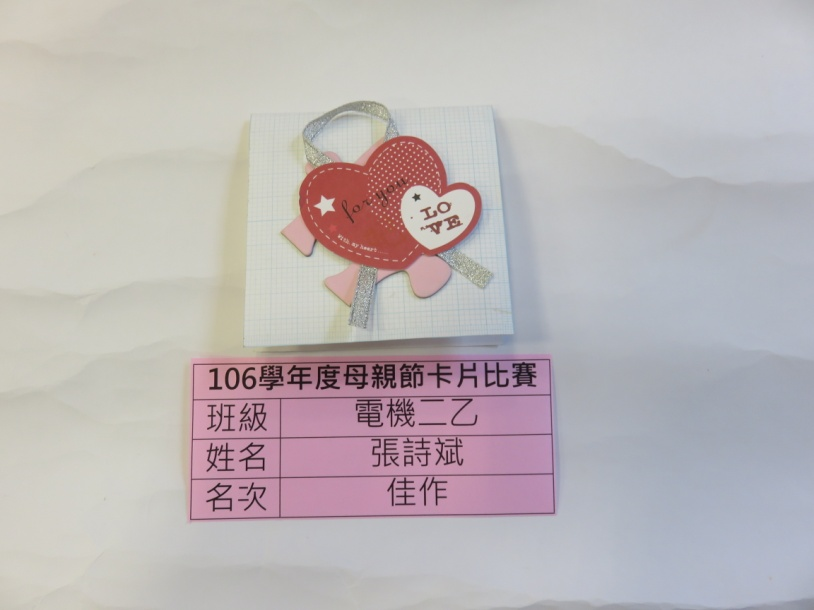 for you
With my heart
LO
VE
106學年度母親節卡片比賽
班級 電機二乙
姓名 張詩斌
名次 佳作